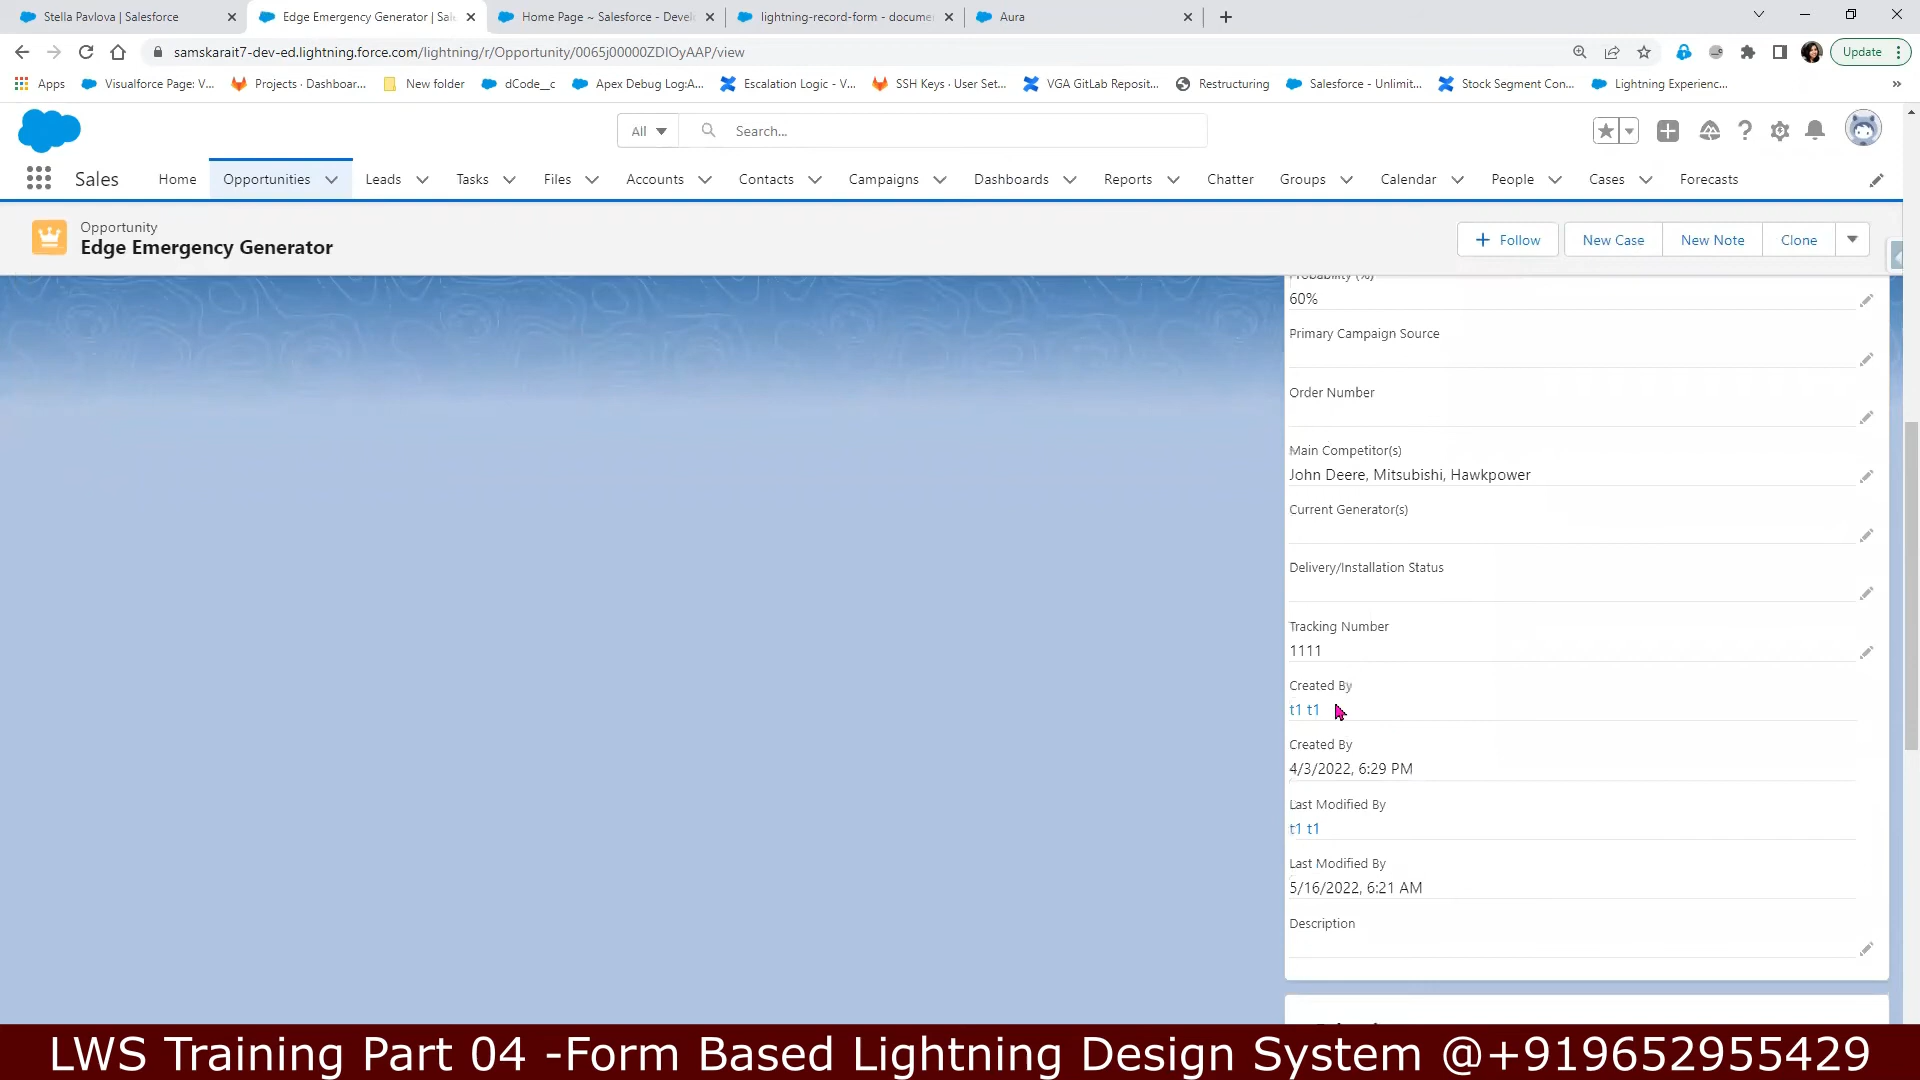 Stella Pavlova | Salesforce
Edge Emergency Generator | Sal
Home Page ~ Salesforce - Devel
lightning-record-form - docume
Aura
samskarait7-dev-ed.lightning.force.com/lightning/r/Opportunity/0065j00000ZDIOyAAP/view
Update
Apps
Visualforce Page: V...
Projects · Dashboar...
New folder
dCode__c
Apex Debug Log:A...
Escalation Logic - V...
SSH Keys · User Set...
VGA GitLab Reposit...
Restructuring
Salesforce - Unlimit...
Stock Segment Con...
Lightning Experienc...
All
Search...
Sales
Home
Opportunities
Leads
Tasks
Files
Accounts
Contacts
Campaigns
Dashboards
Reports
Chatter
Groups
Calendar
People
Cases
Forecasts
Opportunity
Edge Emergency Generator
Follow
New Case
New Note
Clone
Probability (%)
60%
Primary Campaign Source
Order Number
Main Competitor(s)
John Deere, Mitsubishi, Hawkpower
Current Generator(s)
Delivery/Installation Status
Tracking Number
1111
Created By
t1 t1
Created By
4/3/2022, 6:29 PM
Last Modified By
t1 t1
Last Modified By
5/16/2022, 6:21 AM
Description
LWS Training Part 04 -Form Based Lightning Design System @+919652955429